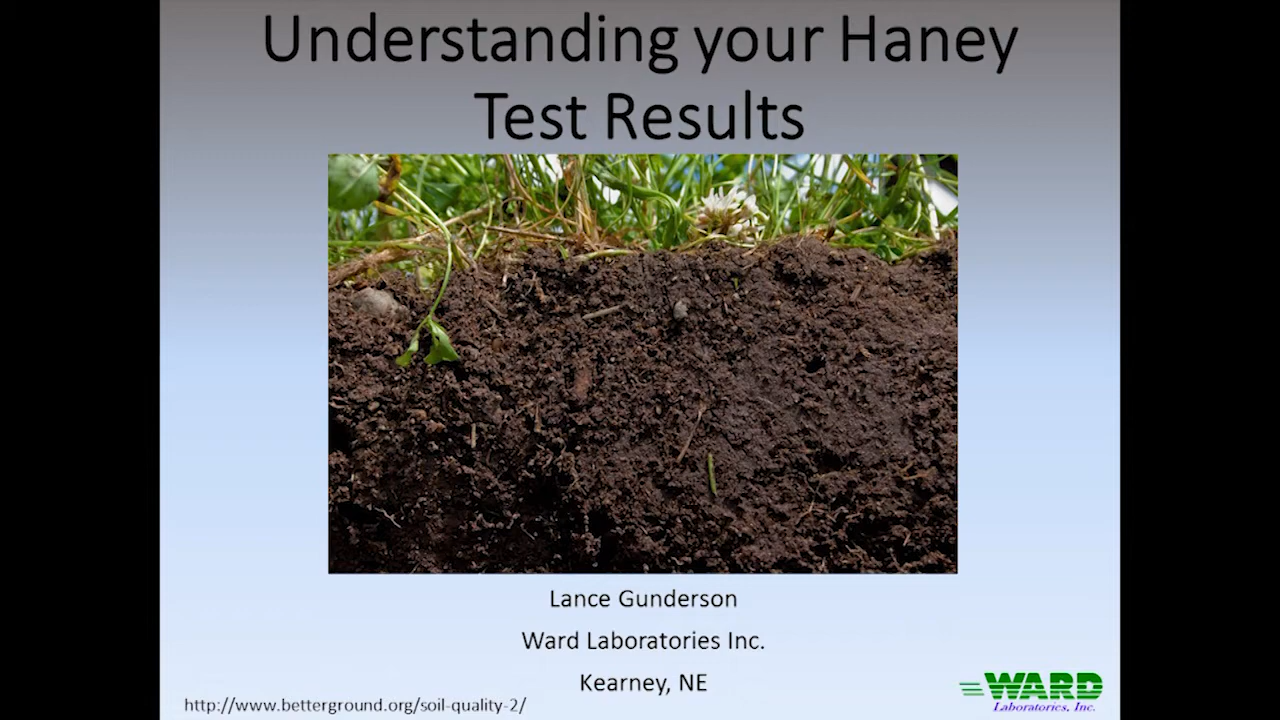 Understanding your Haney
Test Results
Lance Gunderson
Ward Laboratories Inc.
Kearney, NE
http://www.betterground.org/soil-quality-2/
WARD
Laboratories, Inc.